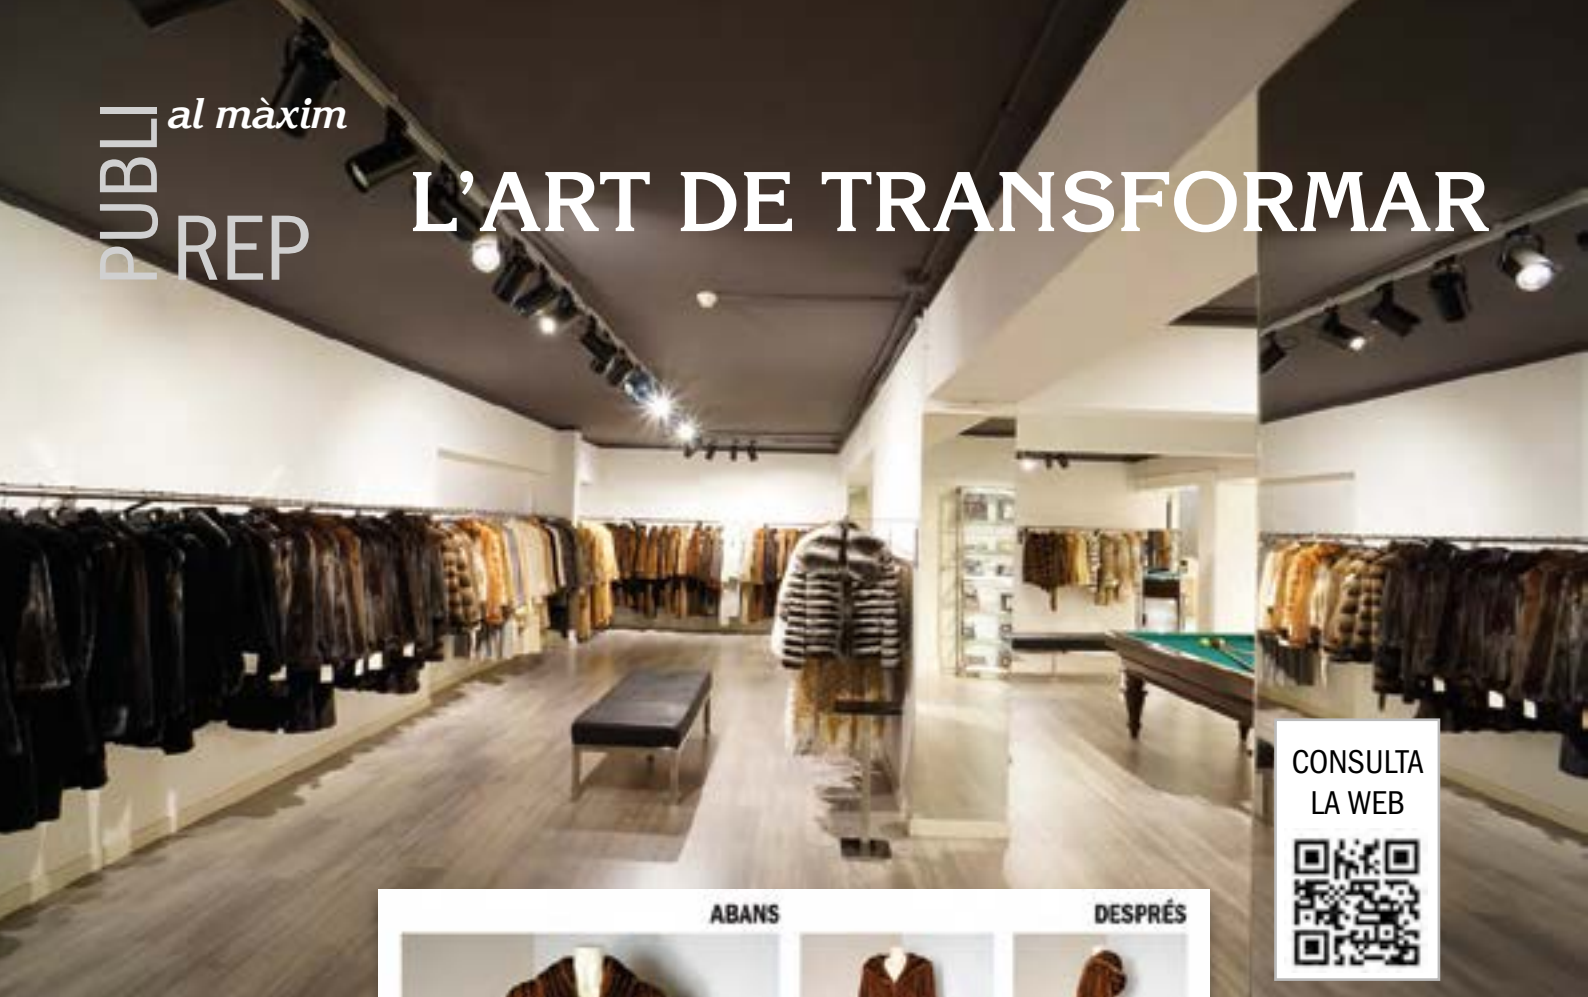 al màxim
PUBLI
REP
L’ART DE TRANSFORMAR
CONSULTA
LA WEB
ABANS
DESPRÉS